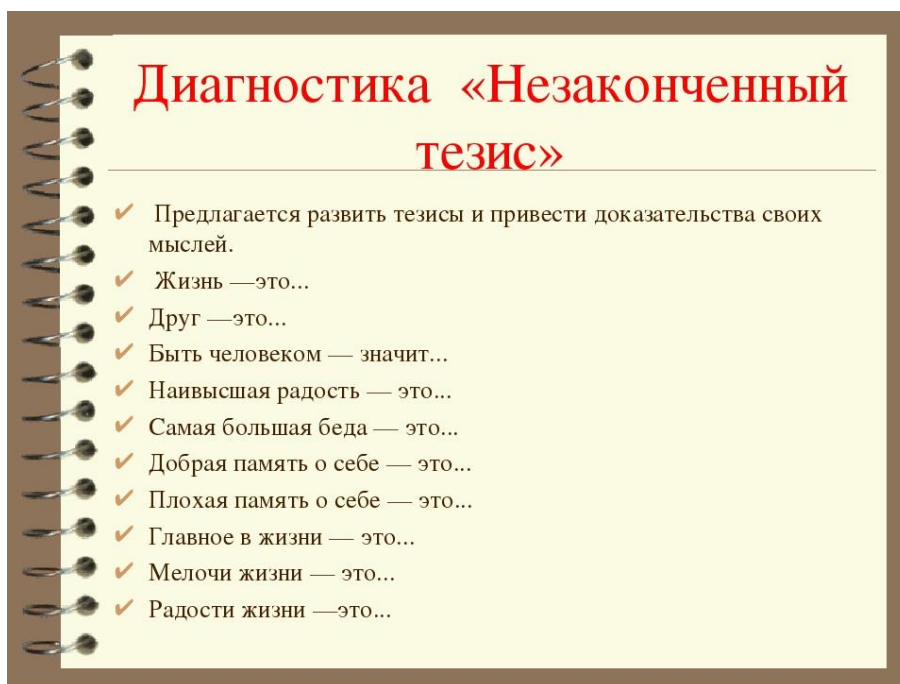 Диагностика «Незаконченный
тезис»
Предлагается развить тезисы и привести доказательства своих
мыслей.
Жизнь —это...
Друг —это...
Быть человеком — значит...
Наивысшая радость — это...
Самая большая беда — это...
Добрая память о себе — это...
Плохая память о себе — это...
Главное в жизни — это...
Мелочи жизни — это...
Радости жизни —это...